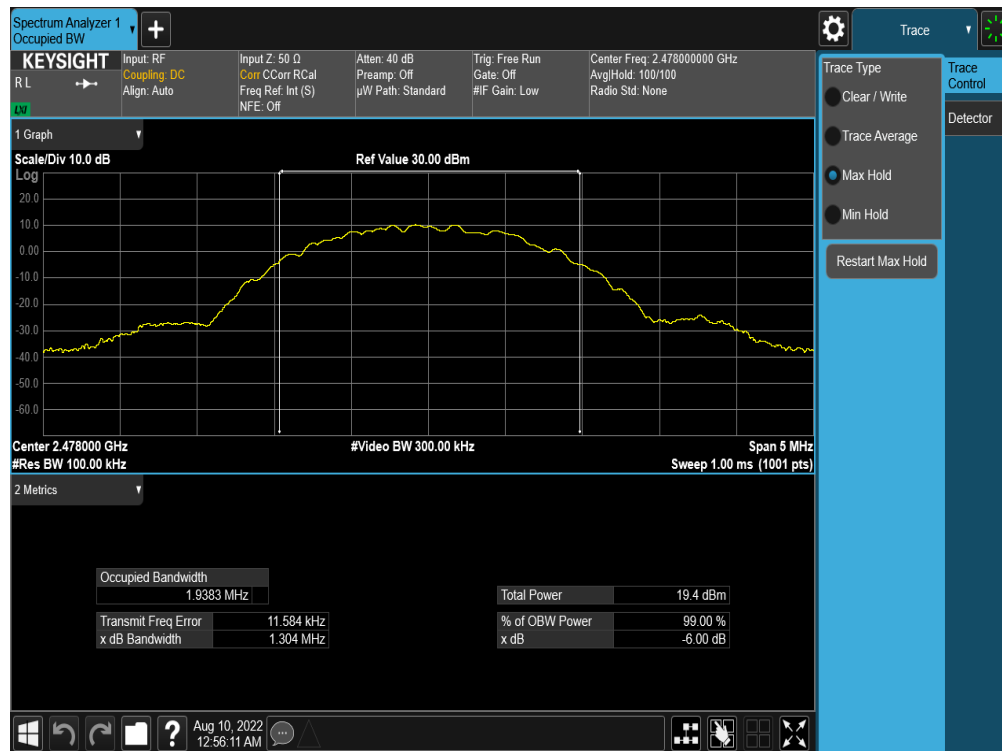 Spectrum Analyzer 1
Occupied BW
Trace
KEYSIGHT
R L
LXI
Input: RF
Coupling: DC
Align: Auto
Input Z: 50 Ω
Corr CCorr RCal
Freq Ref: Int (S)
NFE: Off
Atten: 40 dB
Preamp: Off
µW Path: Standard
Trig: Free Run
Gate: Off
#IF Gain: Low
Center Freq: 2.478000000 GHz
Avg|Hold: 100/100
Radio Std: None
Trace Type
Clear / Write
Trace Average
Max Hold
Min Hold
Restart Max Hold
Trace
Control
Detector
1 Graph
Scale/Div 10.0 dB
Ref Value 30.00 dBm
Log
20.0
10.0
0.00
-10.0
-20.0
-30.0
-40.0
-50.0
-60.0
Center 2.478000 GHz
#Video BW 300.00 kHz
Span 5 MHz
#Res BW 100.00 kHz
Sweep 1.00 ms (1001 pts)
2 Metrics
Occupied Bandwidth
1.9383 MHz
Total Power 19.4 dBm
Transmit Freq Error 11.584 kHz
% of OBW Power 99.00 %
x dB Bandwidth 1.304 MHz
x dB -6.00 dB
?
Aug 10, 2022
12:56:11 AM